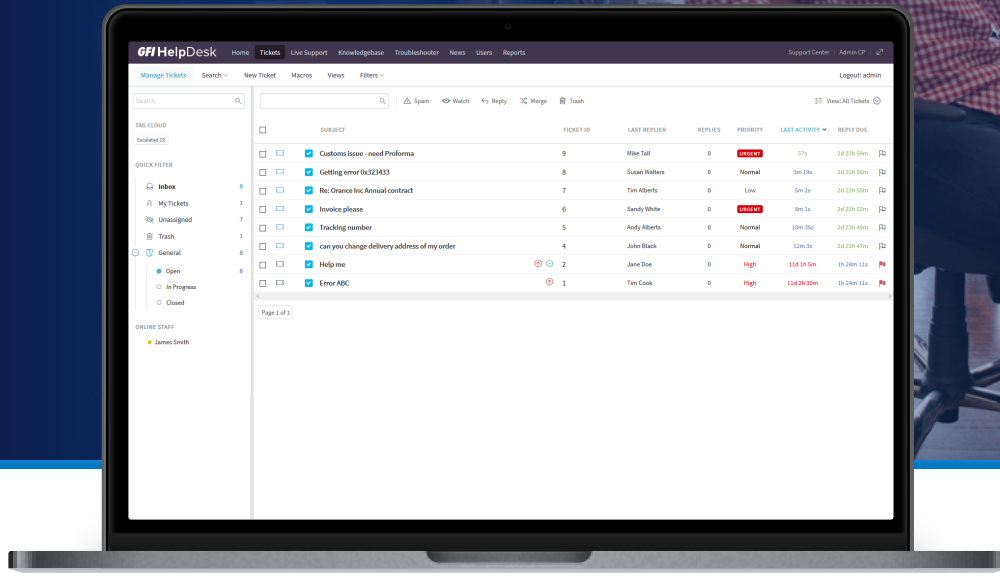 GFI HelpDesk Home Tickets Live Support Knowledgebase Troubleshooter News Users Reports Support Center Admin CP
Manage Tickets Search New Ticket Macros Views Filters Logout: admin
Search Spam Watch Reply Merge Trash View: All Tickets
TAG CLOUD
Escalated (3)
QUICK FILTER
Inbox 8
My Tickets 1
Unassigned 7
Trash 1
General 8
Open 8
In Progress
Closed
ONLINE STAFF
James Smith
SUBJECT TICKET ID LAST REPLIER REPLIES PRIORITY LAST ACTIVITY REPLY DUE
Customs issue - need Proforma 9 Mike Tall 0 URGENT 57s 2d 23h 59m
Getting error 0x323433 8 Susan Walters 0 Normal 3m 19s 2d 23h 56m
Re: Orance Inc Annual contract 7 Tim Alberts 0 Low 5m 2s 2d 23h 55m
Invoice please 6 Sandy White 0 URGENT 8m 1s 2d 23h 52m
Tracking number 5 Andy Alberts 0 Normal 10m 35s 2d 23h 49m
can you change delivery address of my order 4 John Black 0 Normal 12m 3s 2d 23h 47m
Help me 2 Jane Doe 0 High 11d 1h 5m 1h 24m 11s
Error ABC 1 Tim Cook 0 High 11d 2h 30m 1h 24m 11s
Page 1 of 1